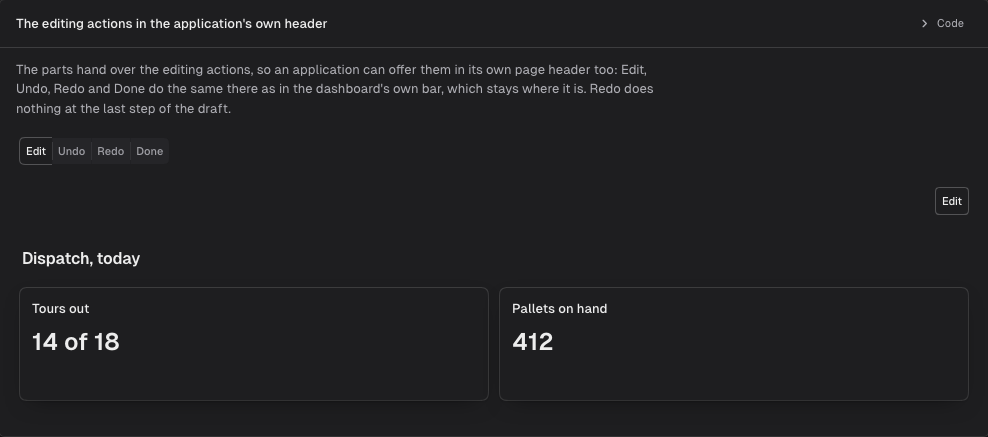 The editing actions in the application's own header
Code
The parts hand over the editing actions, so an application can offer them in its own page header too: Edit,
Undo, Redo and Done do the same there as in the dashboard's own bar, which stays where it is. Redo does
nothing at the last step of the draft.
Edit Undo Redo Done
Edit
Dispatch, today
Tours out
14 of 18
Pallets on hand
412